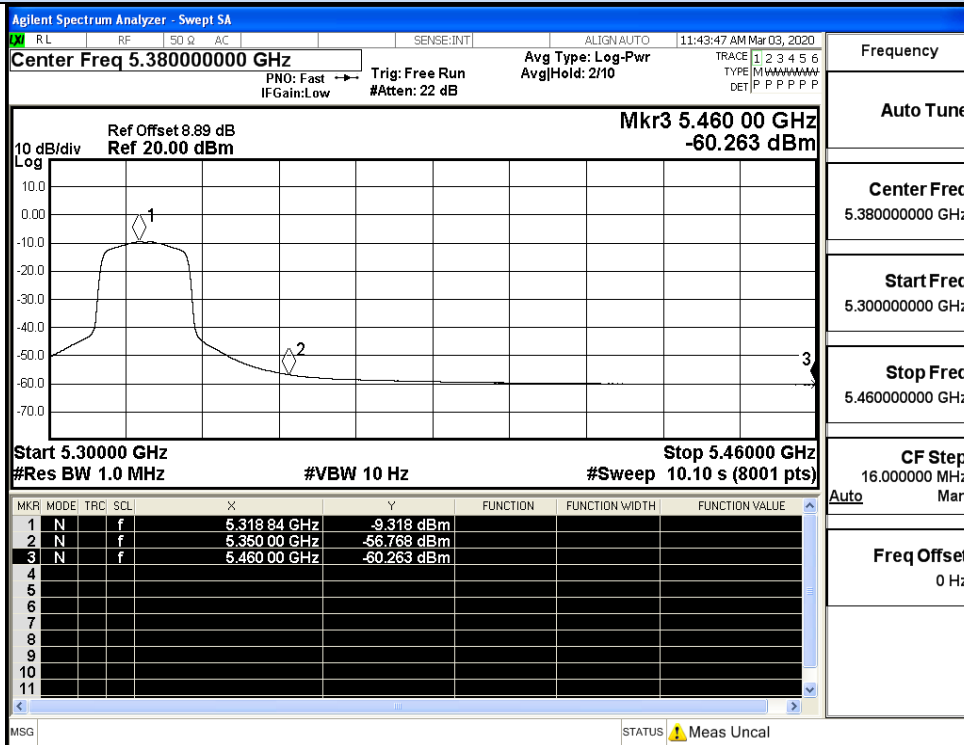 Agilent Spectrum Analyzer - Swept SA
LXI RL RF 50 Ω AC SENSE:INT ALIGN AUTO 11:43:47 AM Mar 03, 2020
Center Freq 5.380000000 GHz
PNO: Fast
IFGain:Low
Trig: Free Run
#Atten: 22 dB
Avg Type: Log-Pwr
Avg|Hold: 2/10
TRACE 1 2 3 4 5 6
TYPE M WWWWW
DET P P P P P P
Ref Offset 8.89 dB
10 dB/div Ref 20.00 dBm
Log
Mkr3 5.460 00 GHz
-60.263 dBm
10.0
0.00
-10.0
-20.0
-30.0
-40.0
-50.0
-60.0
-70.0
1
2
3
Start 5.30000 GHz Stop 5.46000 GHz
#Res BW 1.0 MHz #VBW 10 Hz #Sweep 10.10 s (8001 pts)
MKR MODE TRC SCL X Y FUNCTION FUNCTION WIDTH FUNCTION VALUE
1 N f 5.318 84 GHz -9.318 dBm
2 N f 5.350 00 GHz -56.768 dBm
3 N f 5.460 00 GHz -60.263 dBm
4
5
6
7
8
9
10
11
MSG STATUS Meas Uncal
Frequency
Auto Tune
Center Freq
5.380000000 GHz
Start Freq
5.300000000 GHz
Stop Freq
5.460000000 GHz
CF Step
16.000000 MHz
Auto Man
Freq Offset
0 Hz